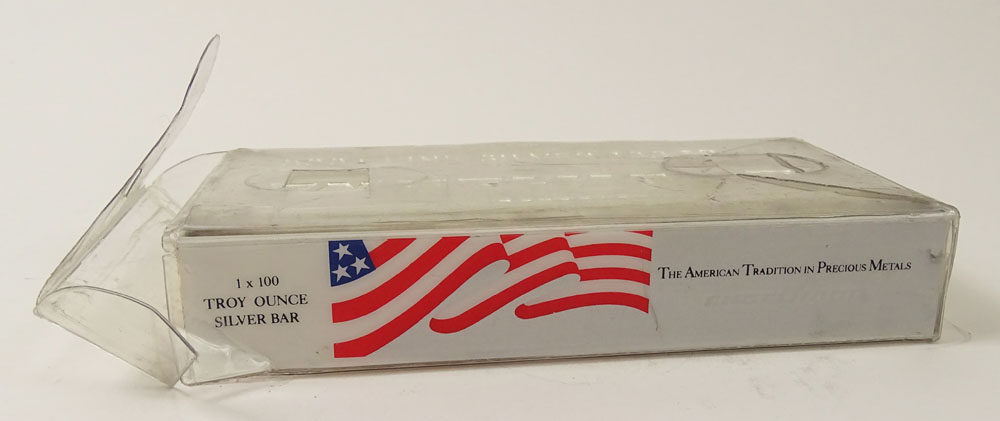 1 x 100
TROY OUNCE
SILVER BAR
THE AMERICAN TRADITION IN PRECIOUS METALS